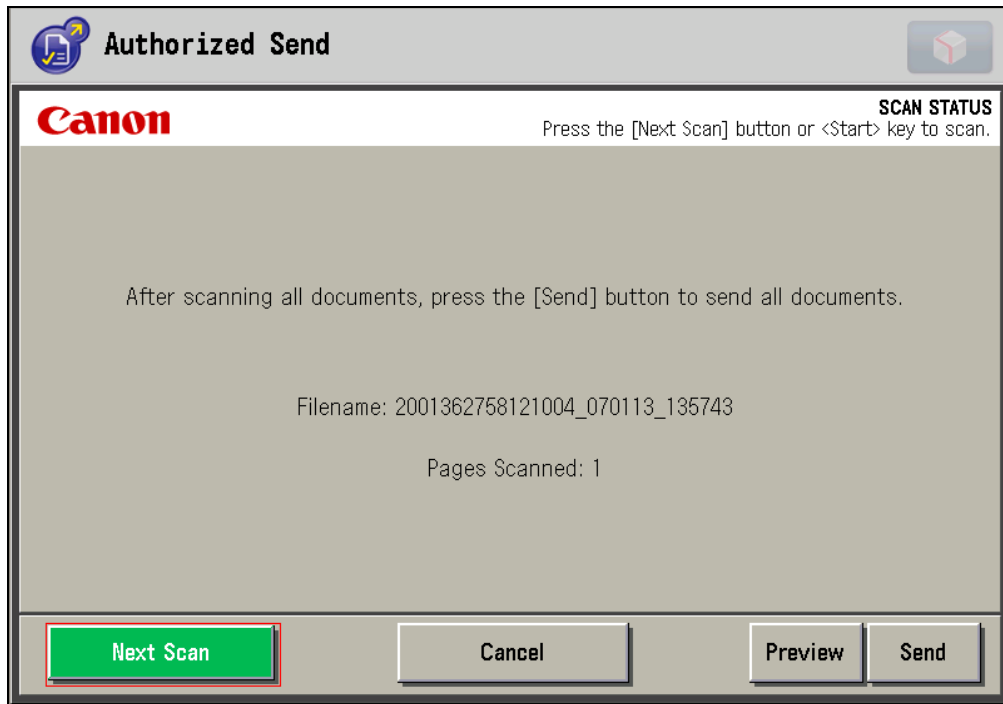 Authorized Send
Canon
SCAN STATUS
Press the [Next Scan] button or <Start> key to scan.
After scanning all documents, press the [Send] button to send all documents.
Filename: 2001362758121004_070113_135743
Pages Scanned: 1
Next Scan
Cancel
Preview
Send